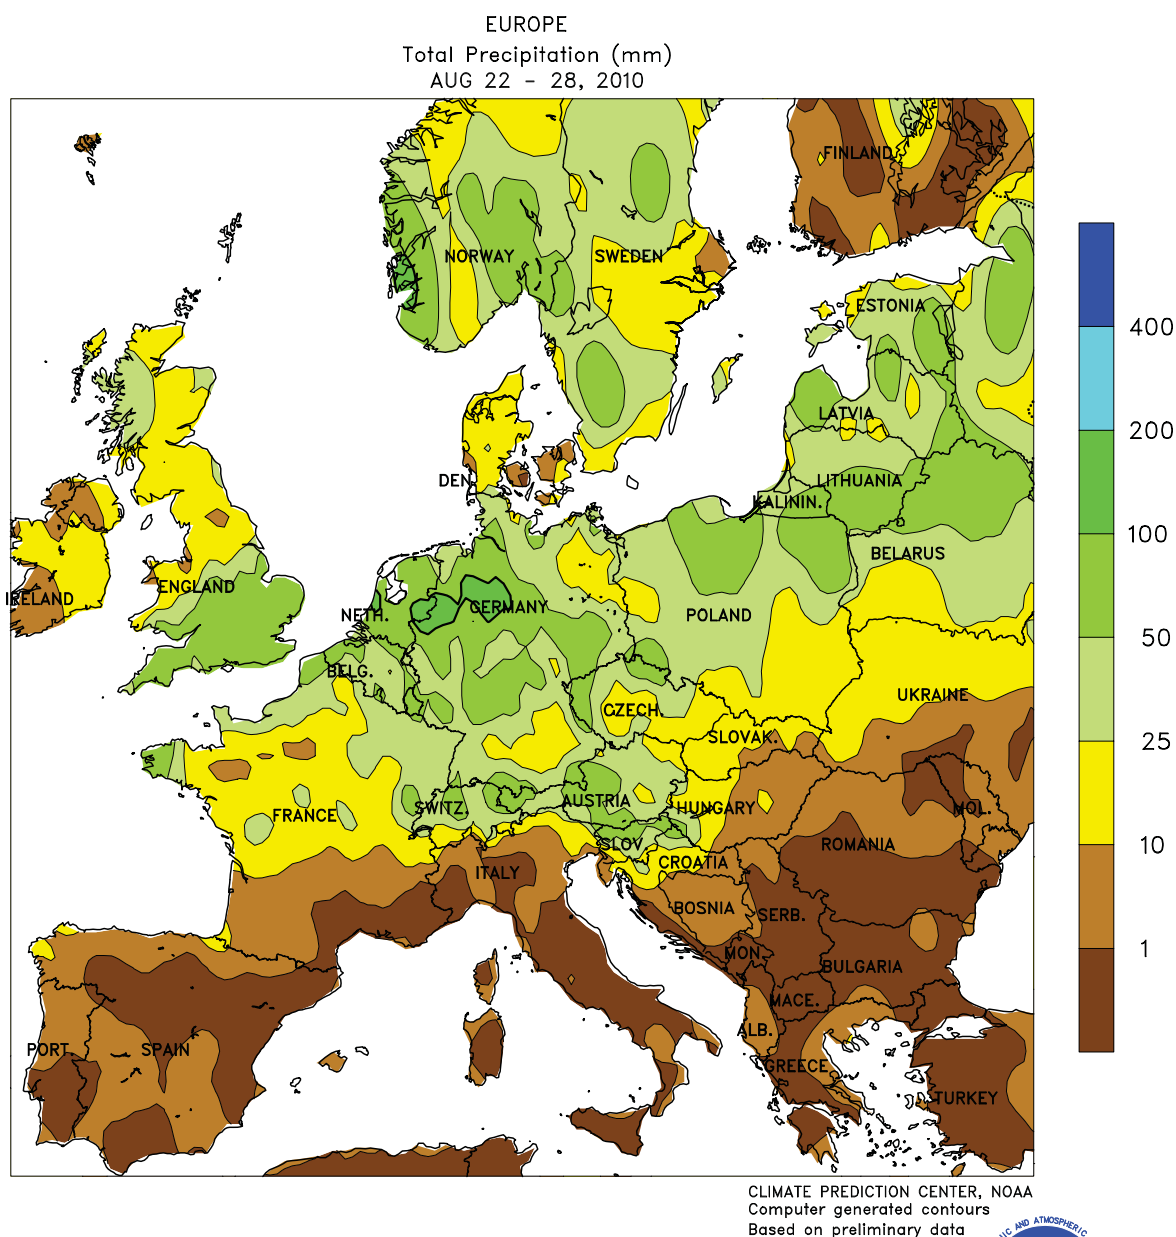 EUROPE
Total Precipitation (mm)
AUG 22 - 28, 2010
FINLAND
NORWAY
SWEDEN
ESTONIA
400
LATVIA
200
DEN.
LITHUANIA
KALININ.
100
BELARUS
IRELAND
ENGLAND
NETH.
GERMANY
POLAND
50
BELG.
CZECH.
UKRAINE
SLOVAK.
25
FRANCE
SWITZ.
AUSTRIA
HUNGARY
MOL.
SLOV.
ROMANIA
10
CROATIA
ITALY
BOSNIA
SERB.
MON.
1
BULGARIA
MACE.
ALB.
PORT.
SPAIN
GREECE
TURKEY
CLIMATE PREDICTION CENTER, NOAA
Computer generated contours
Based on preliminary data
NIC AND ATMOSPHERIC